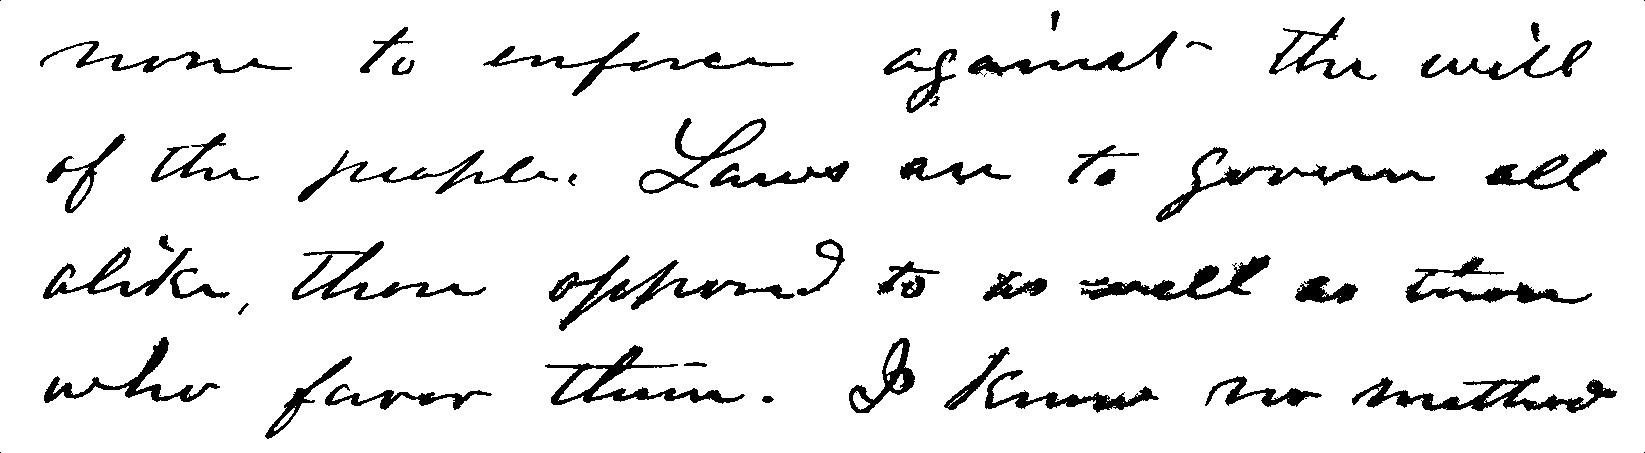 none to enforce against the will
of the people. Laws are to govern all
alike, those opposed to as well as those
who favor them. I know no method